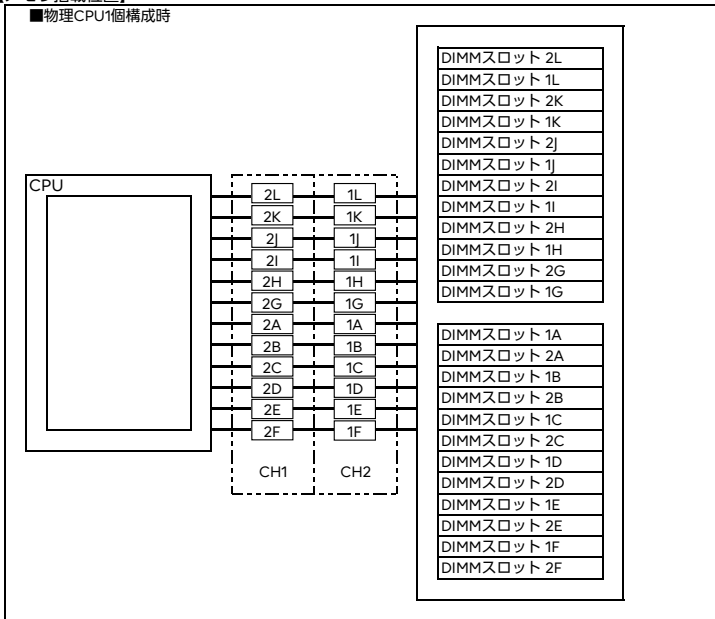 ■物理CPU1個構成時
CPU
2L 1L
2K 1K
2J 1J
2I 1I
2H 1H
2G 1G
2A 1A
2B 1B
2C 1C
2D 1D
2E 1E
2F 1F
CH1 CH2
DIMMスロット 2L
DIMMスロット 1L
DIMMスロット 2K
DIMMスロット 1K
DIMMスロット 2J
DIMMスロット 1J
DIMMスロット 2I
DIMMスロット 1I
DIMMスロット 2H
DIMMスロット 1H
DIMMスロット 2G
DIMMスロット 1G
DIMMスロット 1A
DIMMスロット 2A
DIMMスロット 1B
DIMMスロット 2B
DIMMスロット 1C
DIMMスロット 2C
DIMMスロット 1D
DIMMスロット 2D
DIMMスロット 1E
DIMMスロット 2E
DIMMスロット 1F
DIMMスロット 2F